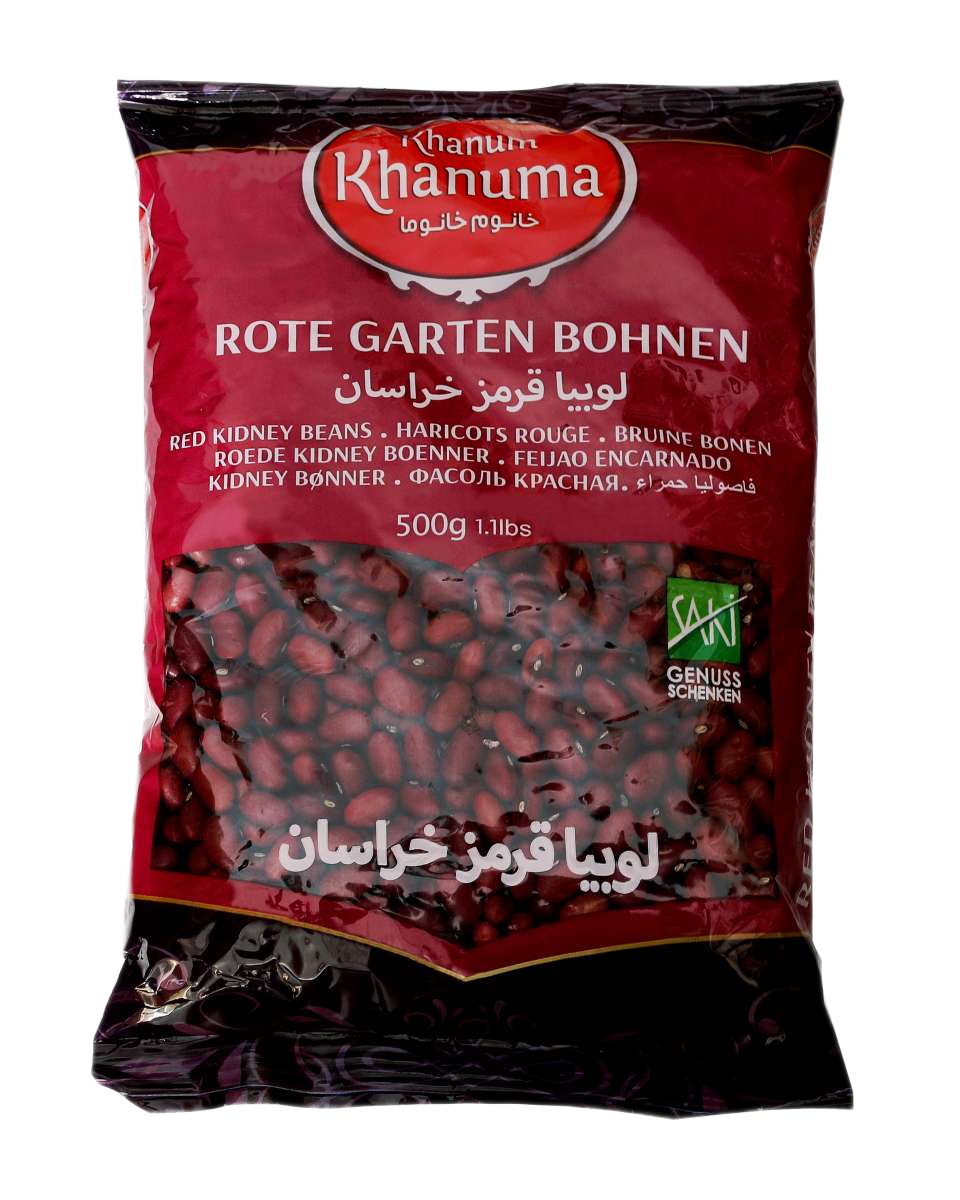 Khanum
Khanuma
خانوم خانوما
ROTE GARTEN BOHNEN
لوبیا قرمز خراسان
RED KIDNEY BEANS . HARICOTS ROUGE . BRUINE BONEN
ROEDE KIDNEY BOENNER . FEIJAO ENCARNADO
KIDNEY BØNNER . ФАСОЛЬ КРАСНАЯ. فاصوليا حمراء
500g 1.1lbs
SAKI
GENUSS
SCHENKEN
لوبیا قرمز خراسان
RED KIDNEY BEA